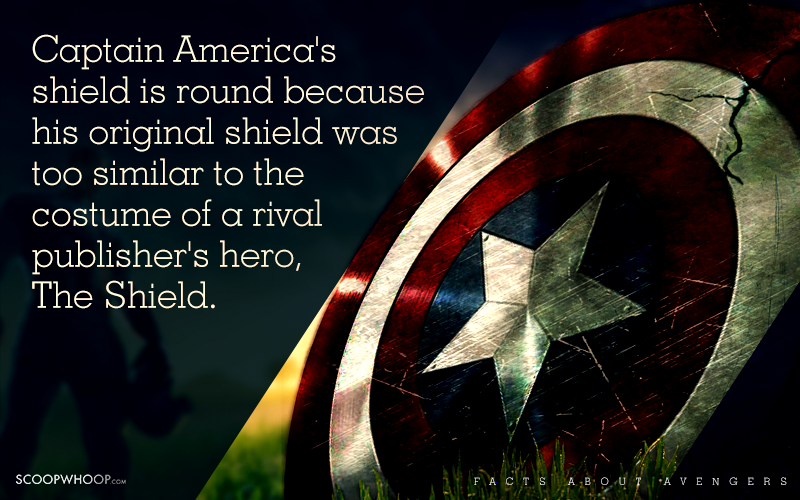 Captain America's
shield is round because
his original shield was
too similar to the
costume of a rival
publisher's hero,
The Shield.
SCOOPWHOOP.COM
FACTS ABOUT AVENGERS